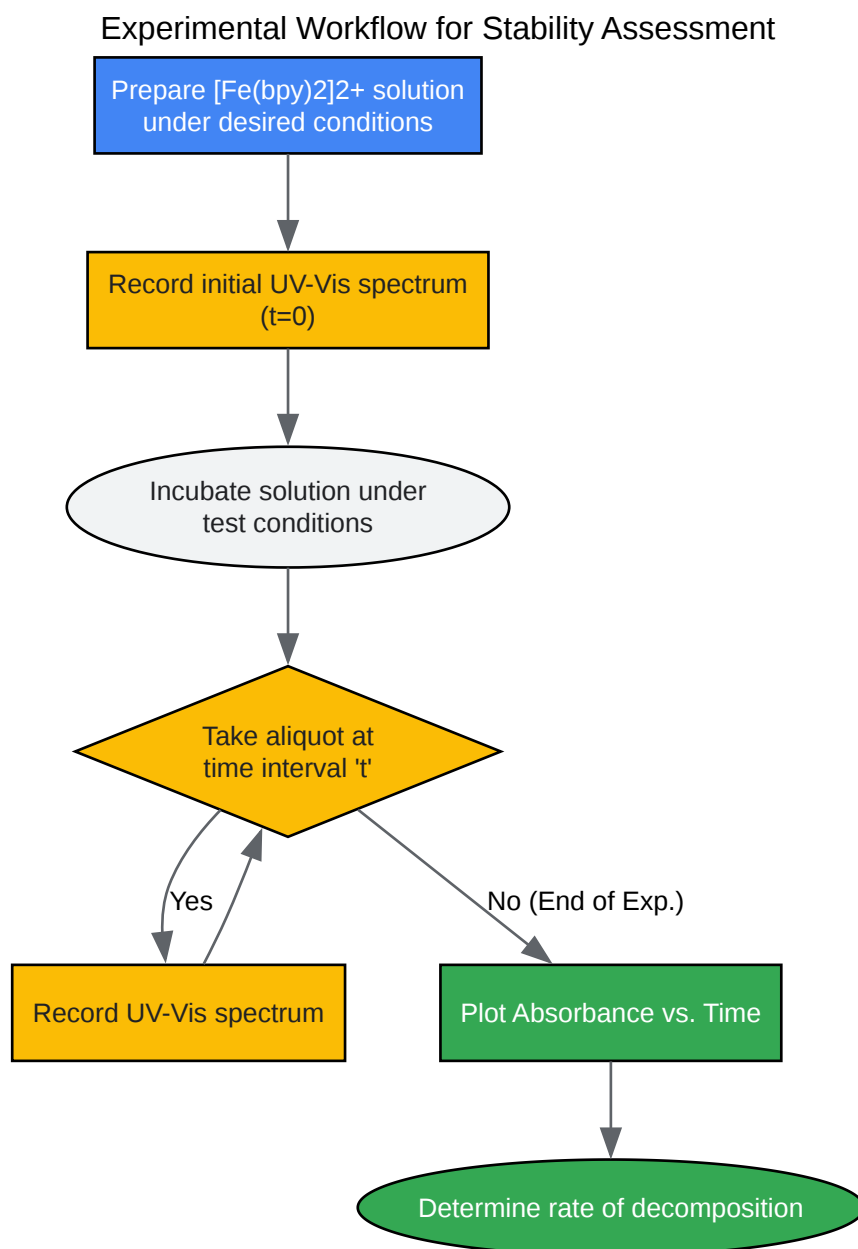 Experimental Workflow for Stability Assessment
Prepare [Fe(bpy)2]2+ solution
under desired conditions
Record initial UV-Vis spectrum
(t=0)
Incubate solution under
test conditions
Take aliquot at
time interval 't'
Yes
No (End of Exp.)
Record UV-Vis spectrum
Plot Absorbance vs. Time
Determine rate of decomposition